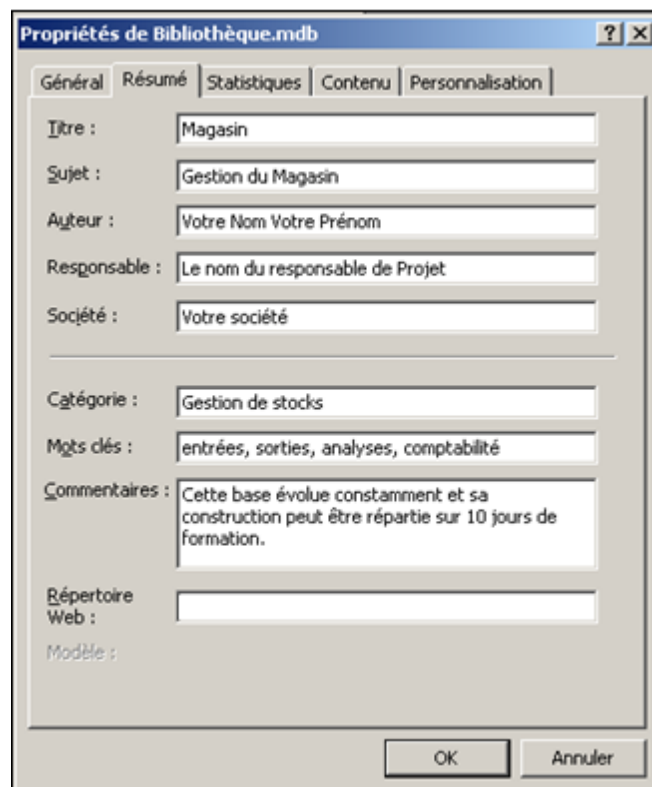 Propriétés de Bibliothèque.mdb
Général Résumé Statistiques Contenu Personnalisation
Titre : Magasin
Sujet : Gestion du Magasin
Auteur : Votre Nom Votre Prénom
Responsable : Le nom du responsable de Projet
Société : Votre société
Catégorie : Gestion de stocks
Mots clés : entrées, sorties, analyses, comptabilité
Commentaires : Cette base évolue constamment et sa
construction peut être répartie sur 10 jours de
formation.
Répertoire
Web :
Modèle :
OK Annuler